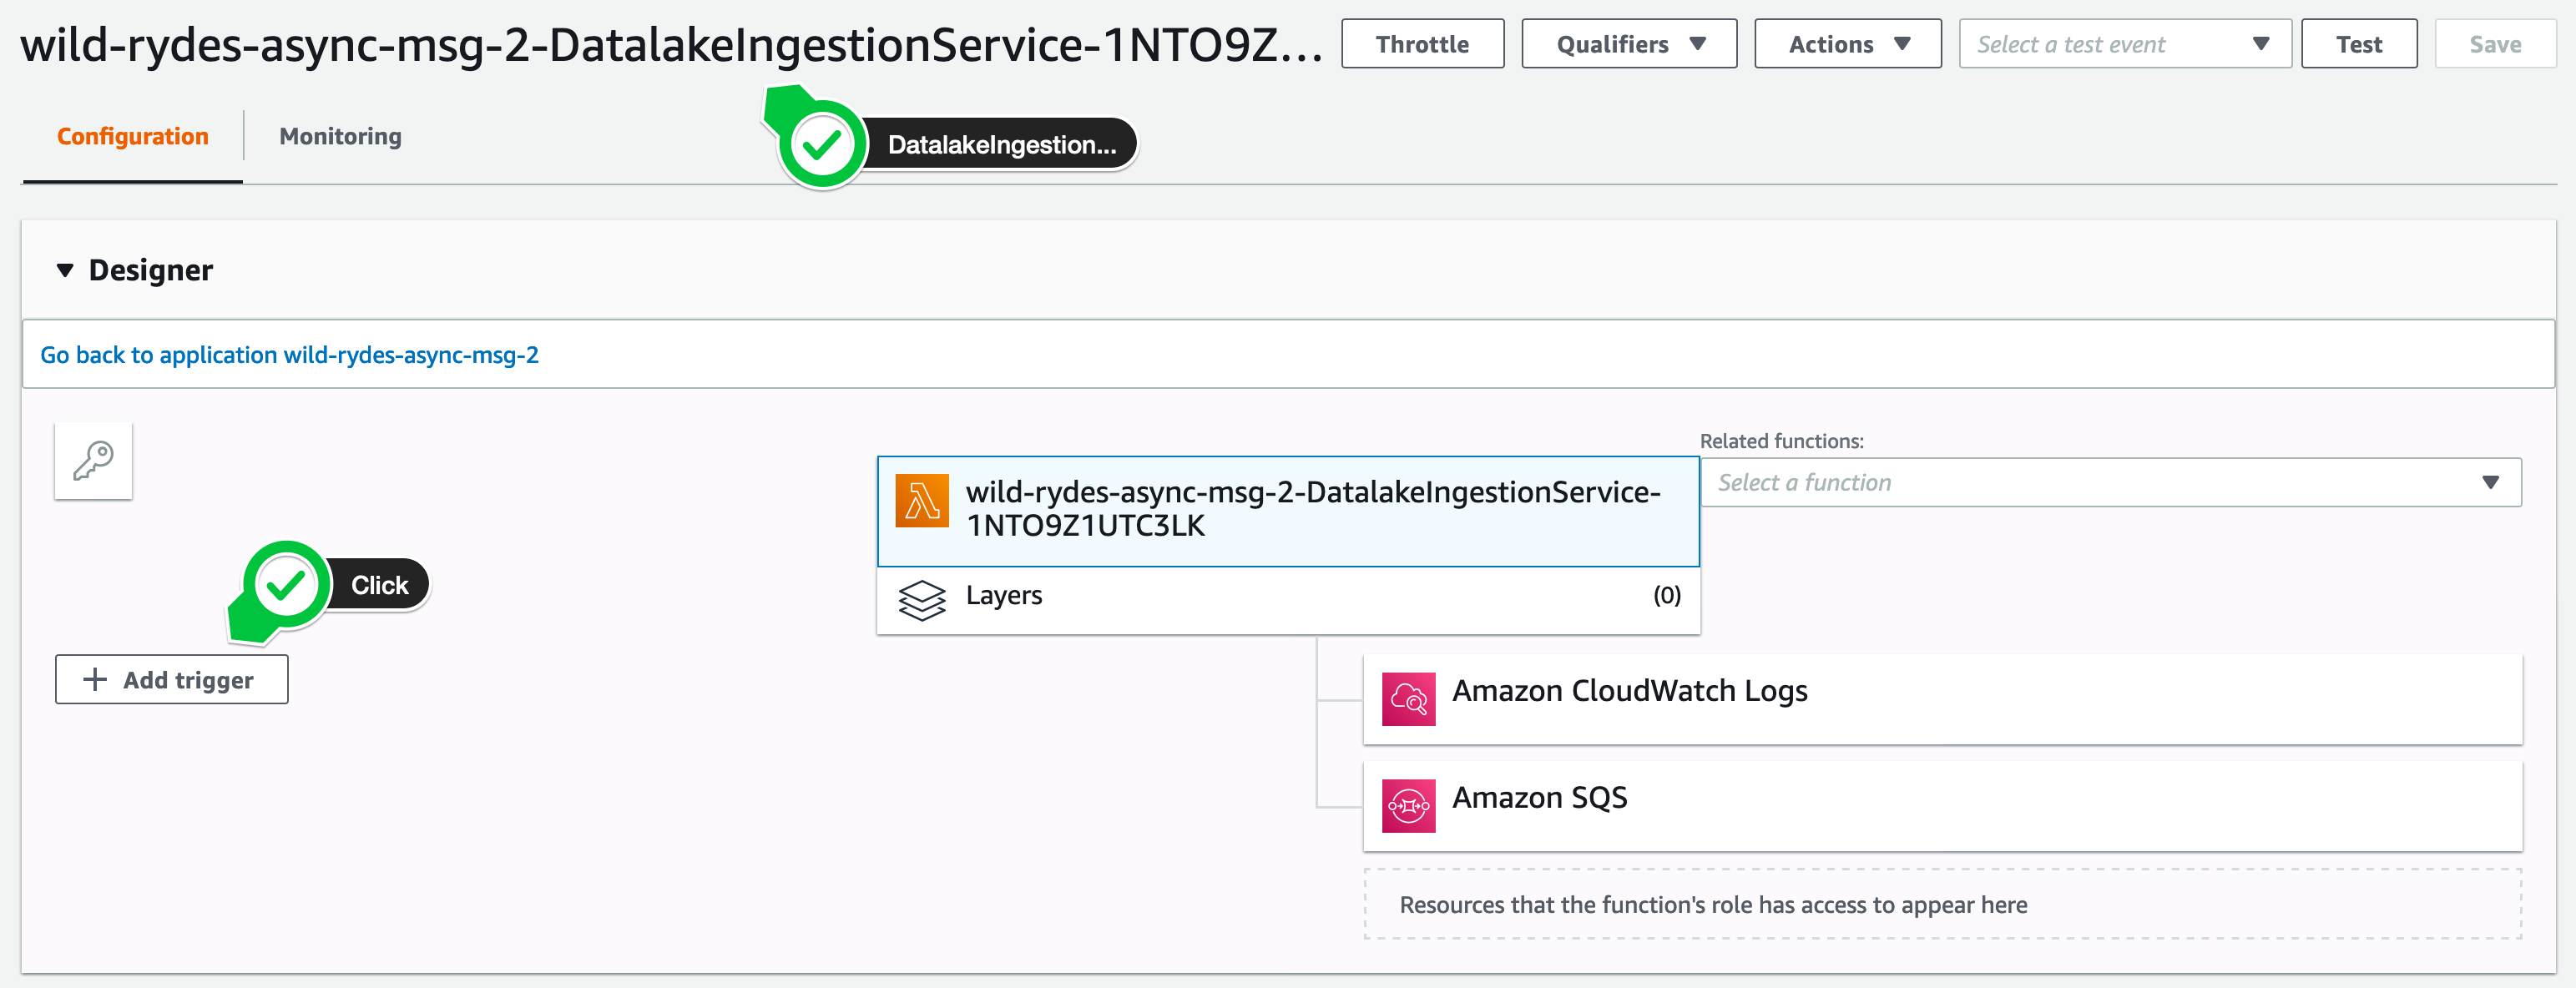 wild-rydes-async-msg-2-DatalakeIngestionService-1NTO9Z...
Throttle
Qualifiers
Actions
Select a test event
Test
Save
Configuration
Monitoring
DatalakeIngestion...
Designer
Go back to application wild-rydes-async-msg-2
Related functions:
Select a function
wild-rydes-async-msg-2-DatalakeIngestionService-
1NTO9Z1UTC3LK
Click
Layers
(0)
Add trigger
Amazon CloudWatch Logs
Amazon SQS
Resources that the function's role has access to appear here